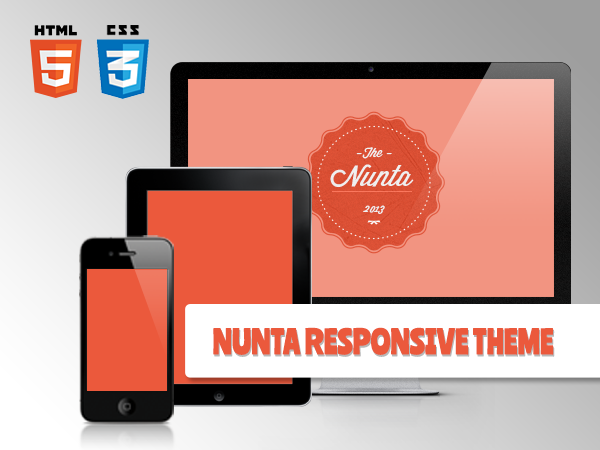 HTML
CSS
5
3
-The-
Nunta
2013
NUNTA RESPONSIVE THEME